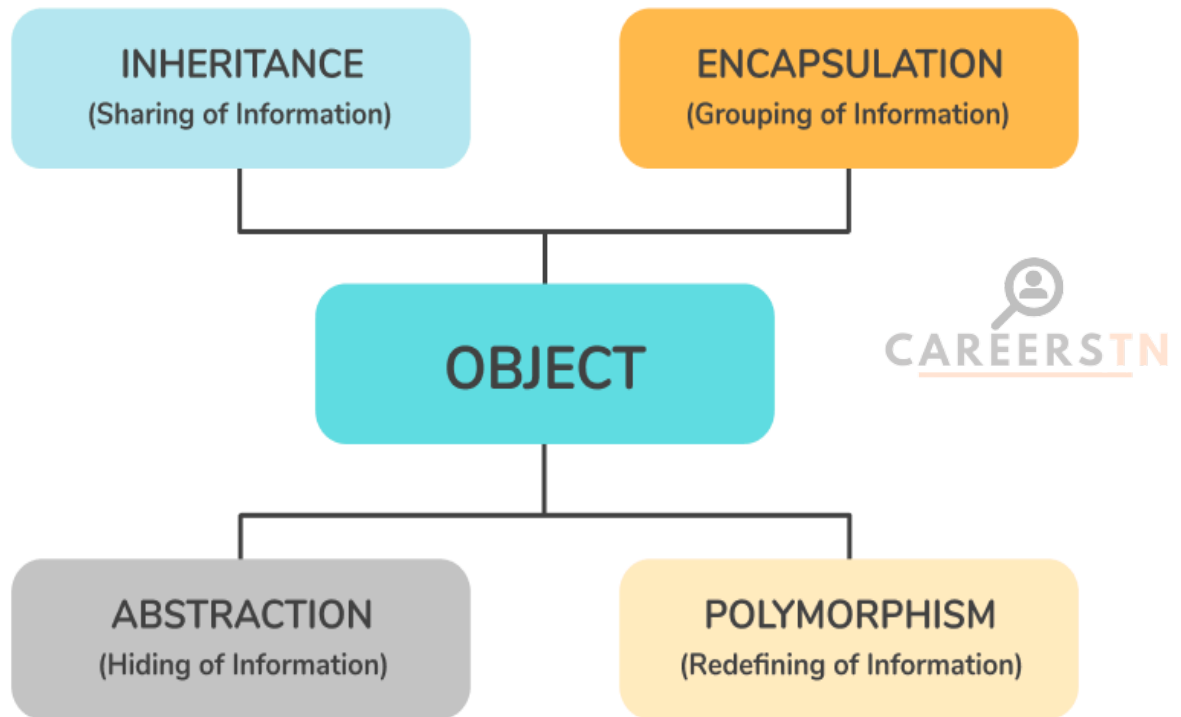 INHERITANCE
(Sharing of Information)
ENCAPSULATION
(Grouping of Information)
OBJECT
CAREERSTN
ABSTRACTION
(Hiding of Information)
POLYMORPHISM
(Redefining of Information)